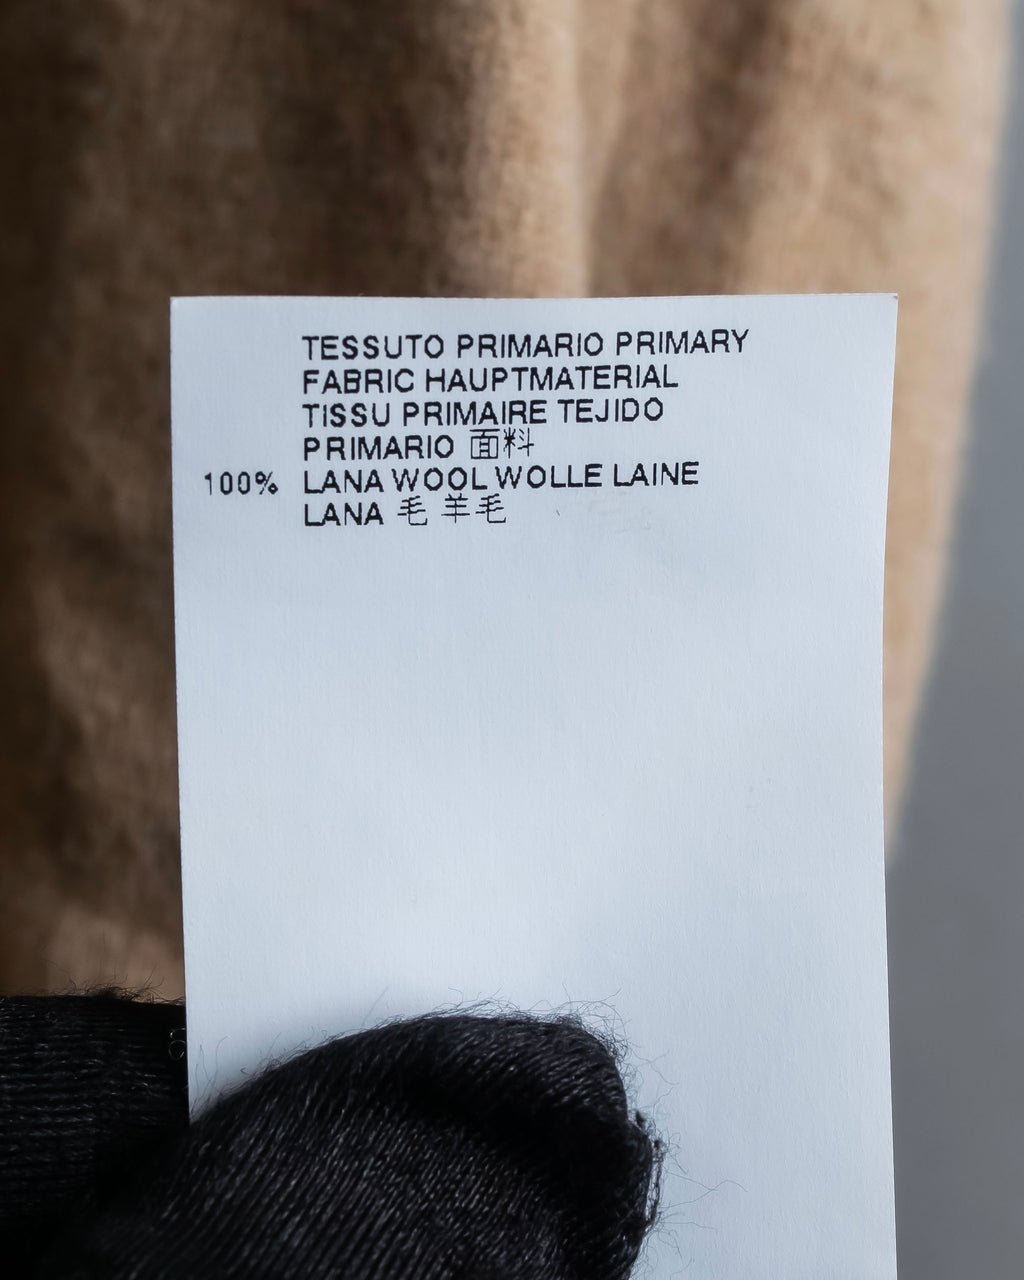 TESSUTO PRIMARIO PRIMARY
FABRIC HAUPTMATERIAL
TISSU PRIMAIRE TEJIDO
PRIMARIO 面料
100% LANA WOOL WOLLE LAINE
LANA 毛 羊毛